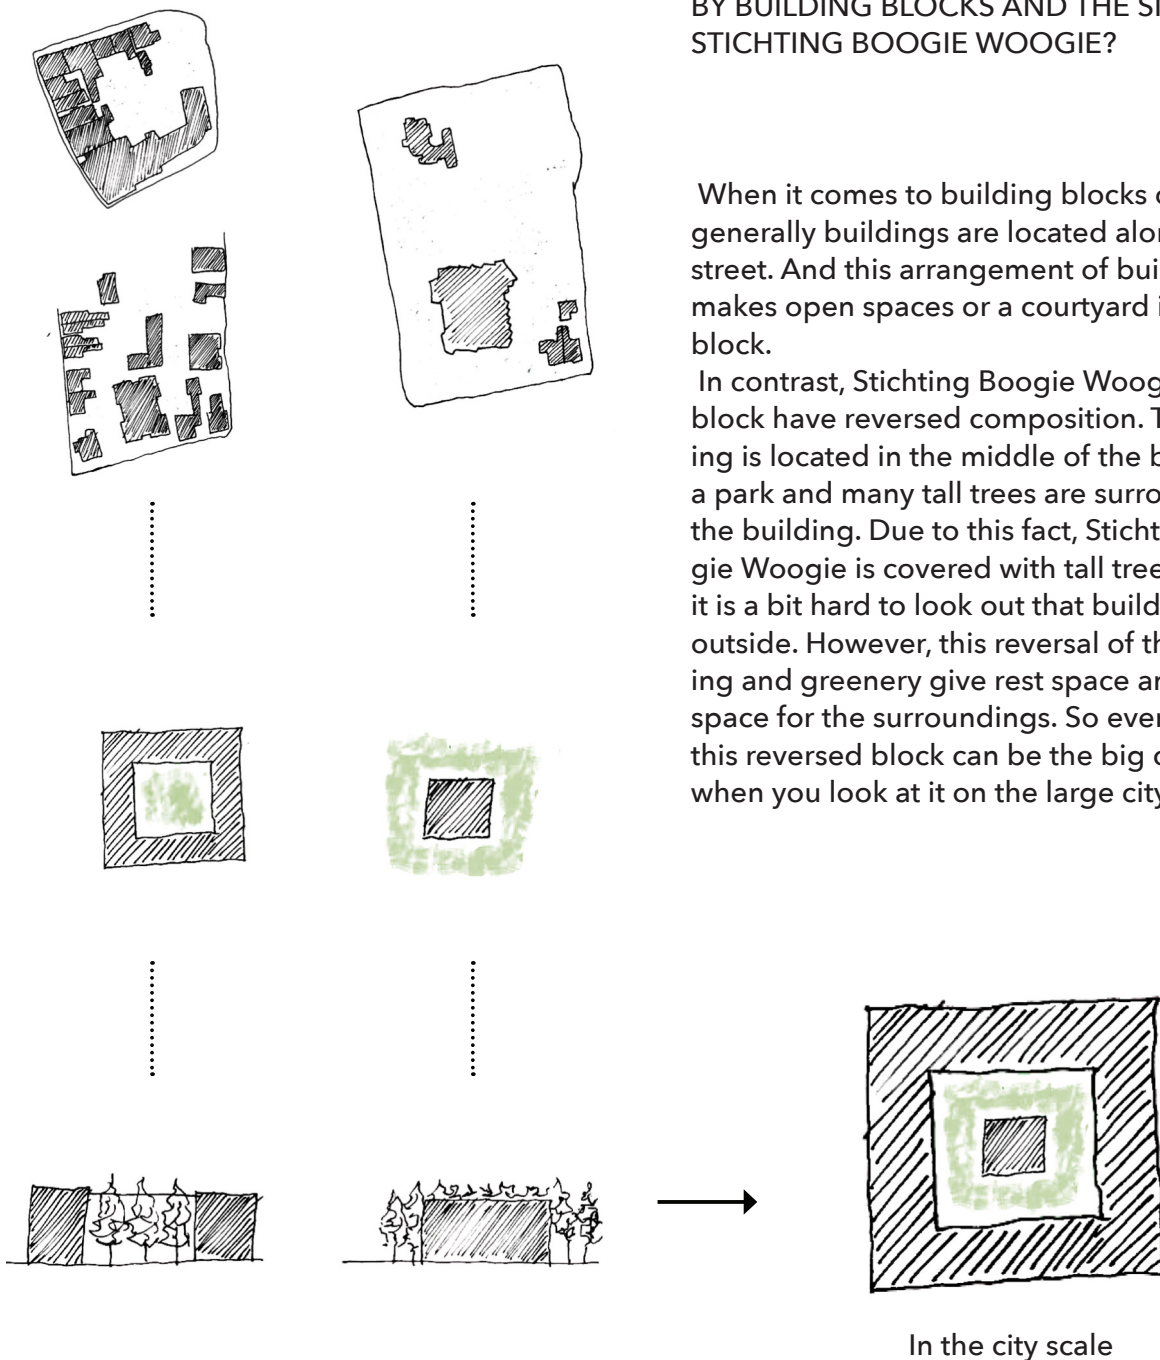 BY BUILDING BLOCKS AND THE SI
STICHTING BOOGIE WOOGIE?
When it comes to building blocks
generally buildings are located alon
street. And this arrangement of buil
makes open spaces or a courtyard i
block.
In contrast, Stichting Boogie Woog
block have reversed composition. T
ing is located in the middle of the b
a park and many tall trees are surro
the building. Due to this fact, Sticht
gie Woogie is covered with tall tree
it is a bit hard to look out that build
outside. However, this reversal of th
ing and greenery give rest space an
space for the surroundings. So ever
this reversed block can be the big
when you look at it on the large city
In the city scale